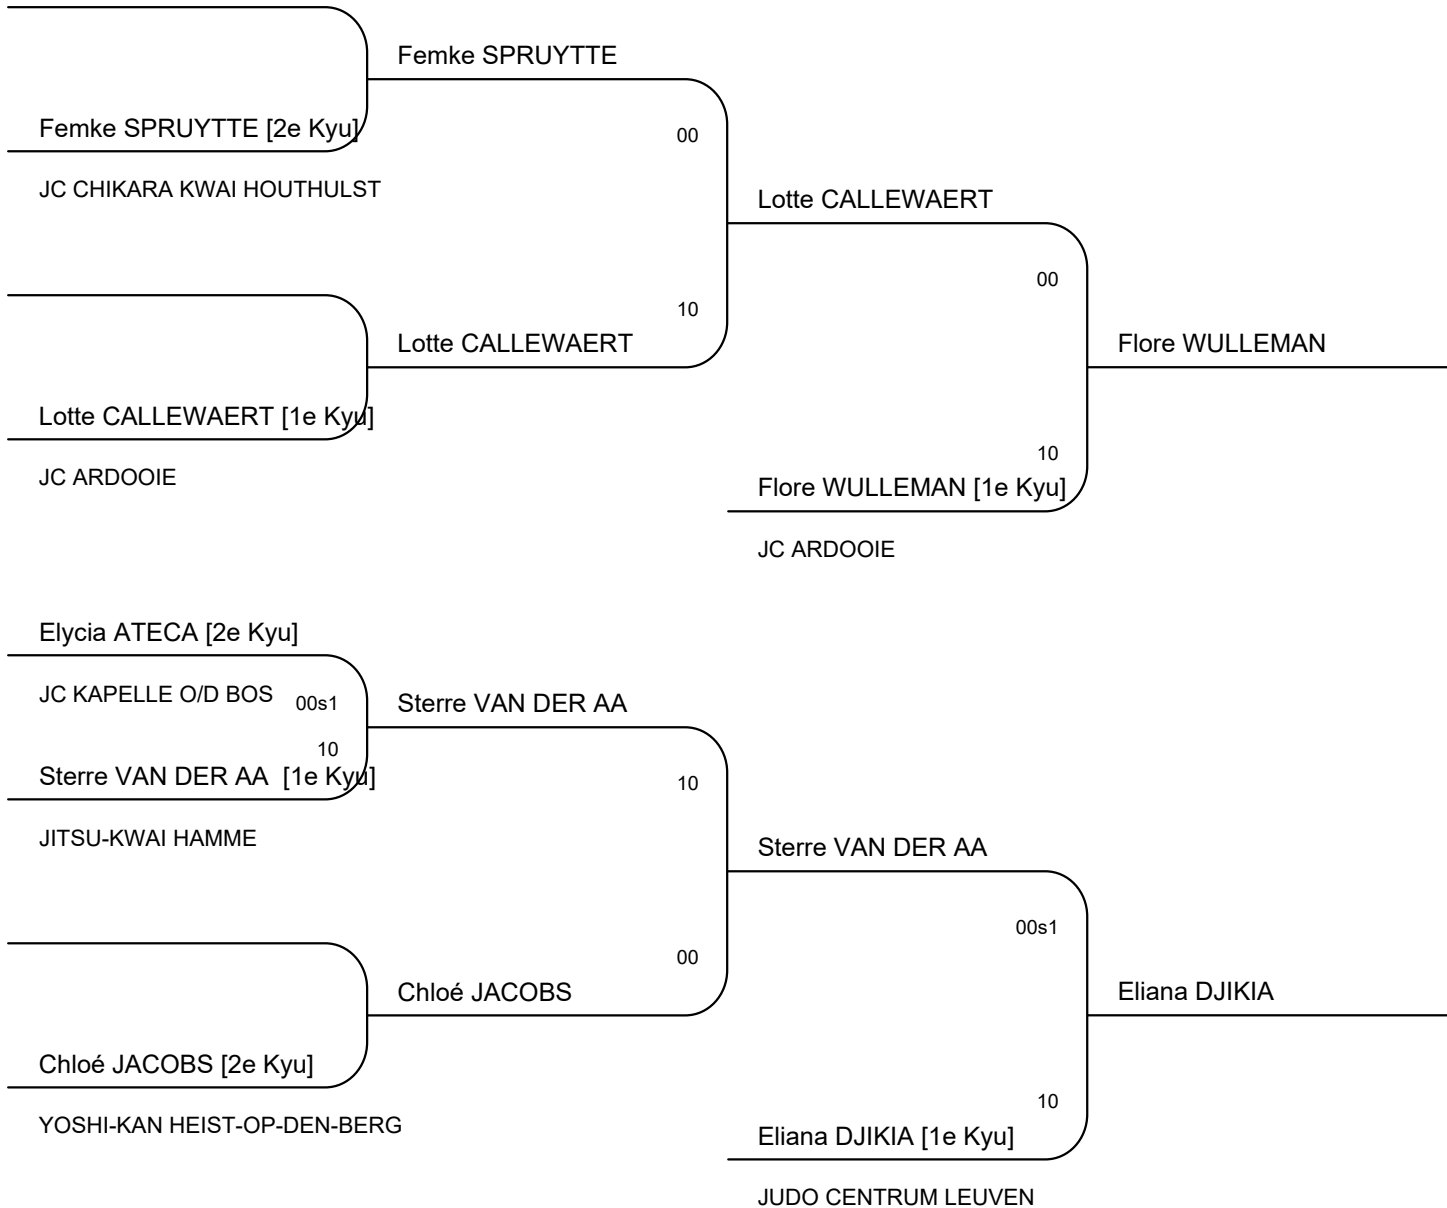 Femke SPRUYTTE
Femke SPRUYTTE [2e Kyu]
00
JC CHIKARA KWAI HOUTHULST
Lotte CALLEWAERT
00
10
Lotte CALLEWAERT
Flore WULLEMAN
Lotte CALLEWAERT [1e Kyu]
10
JC ARDOOIE
Flore WULLEMAN [1e Kyu]
JC ARDOOIE
Elycia ATECA [2e Kyu]
JC KAPELLE O/D BOS
00s1
Sterre VAN DER AA
10
Sterre VAN DER AA  [1e Kyu]
10
JITSU-KWAI HAMME
Sterre VAN DER AA
00s1
00
Chloé JACOBS
Eliana DJIKIA
Chloé JACOBS [2e Kyu]
10
YOSHI-KAN HEIST-OP-DEN-BERG
Eliana DJIKIA [1e Kyu]
JUDO CENTRUM LEUVEN